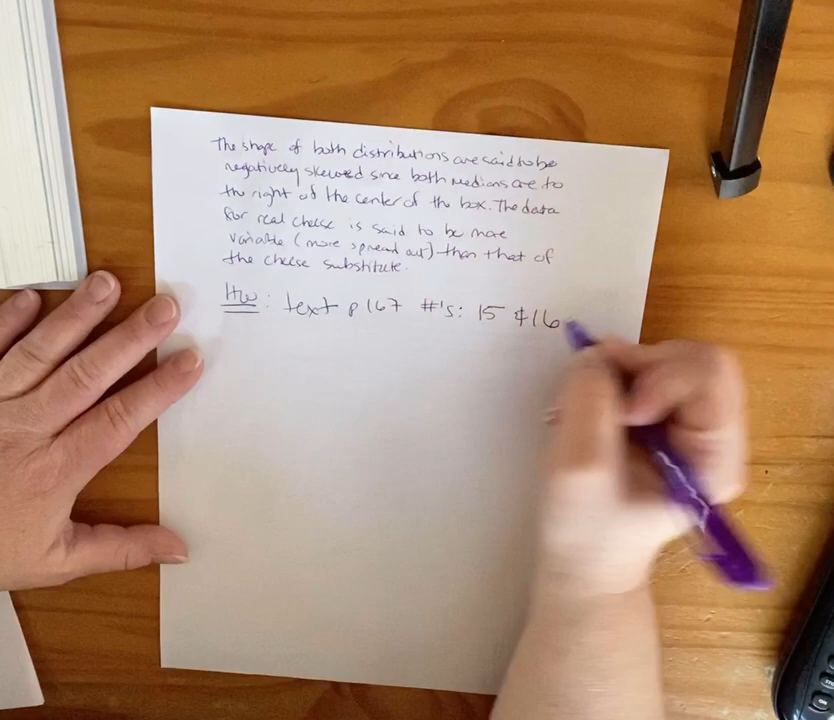 The shape of both distributions are said to be
negatively skewed since both medians are to
the right of the center of the box. The data
for real cheese is said to be more
variable (more spread out) than that of
the cheese substitute.
HW: text p 167 #'s: 15 & 16